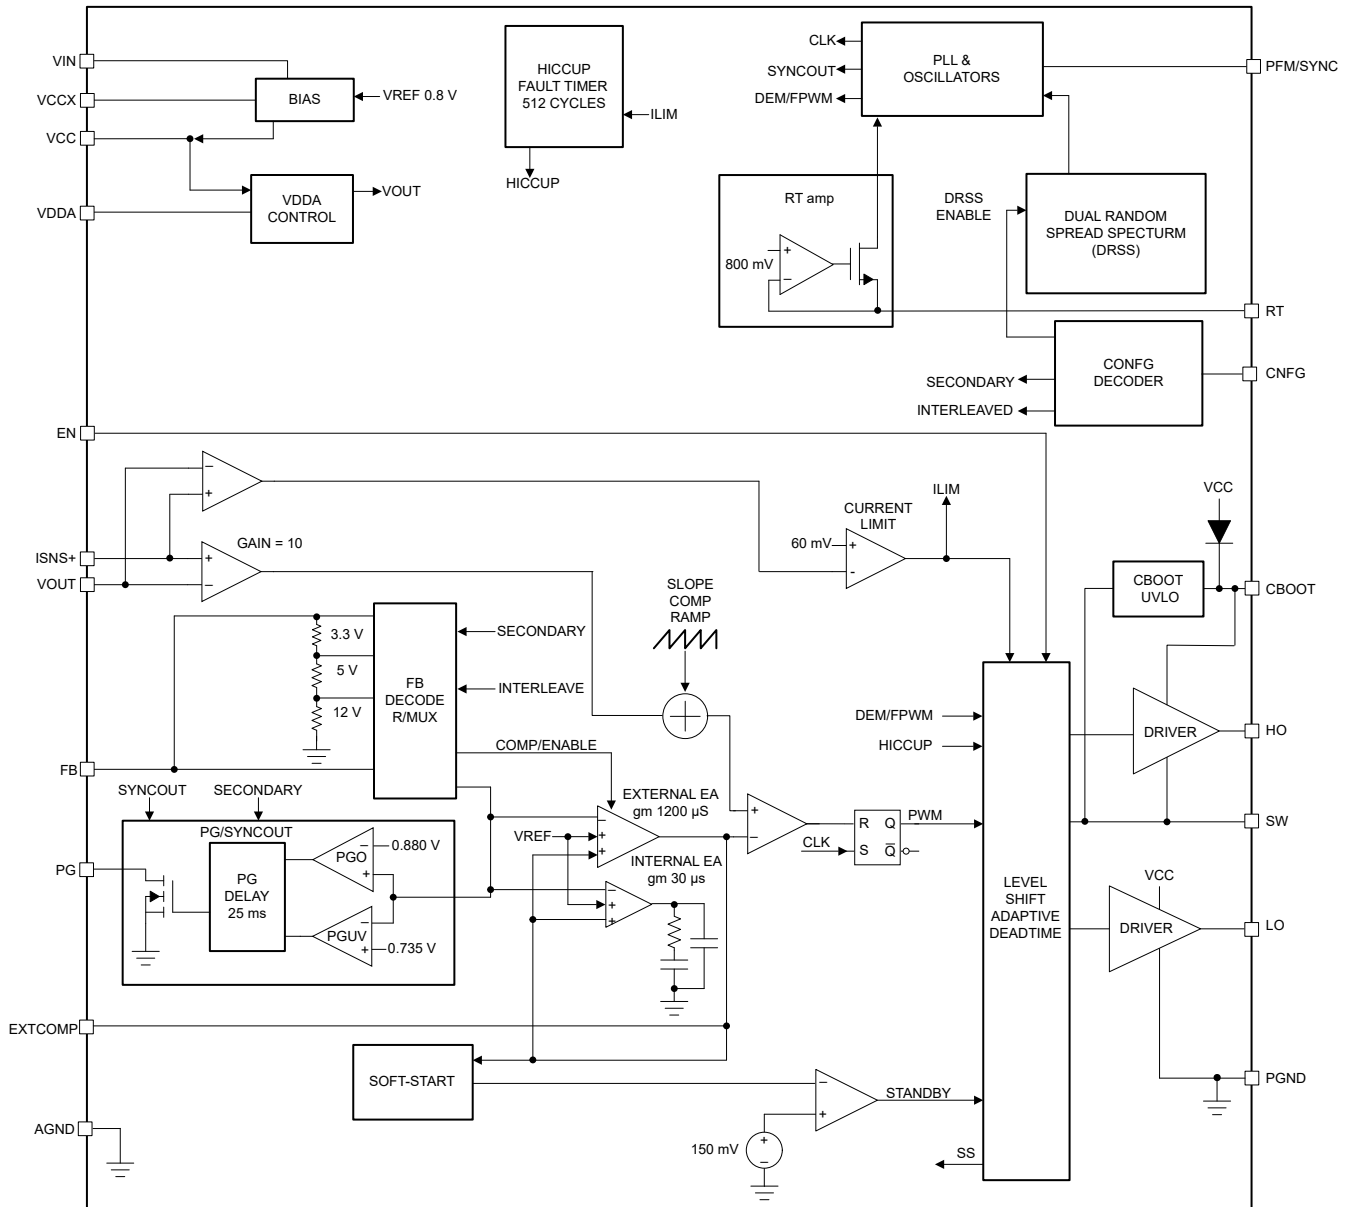 VIN
VCCX
VCC
VDDA
BIAS
VREF 0.8 V
VDDA
CONTROL
VOUT
HICCUP
FAULT TIMER
512 CYCLES
ILIM
HICCUP
CLK
SYNCOUT
DEM/FPWM
PLL &
OSCILLATORS
PFM/SYNC
RT amp
+
800 mV
−
DRSS
ENABLE
DUAL RANDOM
SPREAD SPECTURM
(DRSS)
RT
CONFG
DECODER
CNFG
SECONDARY
INTERLEAVED
EN
−
+
ISNS+
VOUT
GAIN = 10
+
−
CURRENT
LIMIT
60 mV
+
-
ILIM
VCC
CBOOT
UVLO
CBOOT
SLOPE
COMP
RAMP
3.3 V
5 V
12 V
FB
DECODE
R/MUX
SECONDARY
INTERLEAVE
COMP/ENABLE
FB
DEM/FPWM
HICCUP
DRIVER
HO
SYNCOUT
SECONDARY
PG/SYNCOUT
PG
PG
DELAY
25 ms
PGO
−
+
0.880 V
PGUV
−
+
0.735 V
EXTERNAL EA
gm 1200 µS
VREF
−
+
+
INTERNAL EA
gm 30 µs
−
+
+
+
−
CLK
R
Q
S
Q
PWM
SW
LEVEL
SHIFT
ADAPTIVE
DEADTIME
VCC
DRIVER
LO
EXTCOMP
SOFT-START
−
+
STANDBY
PGND
AGND
150 mV
+
−
SS